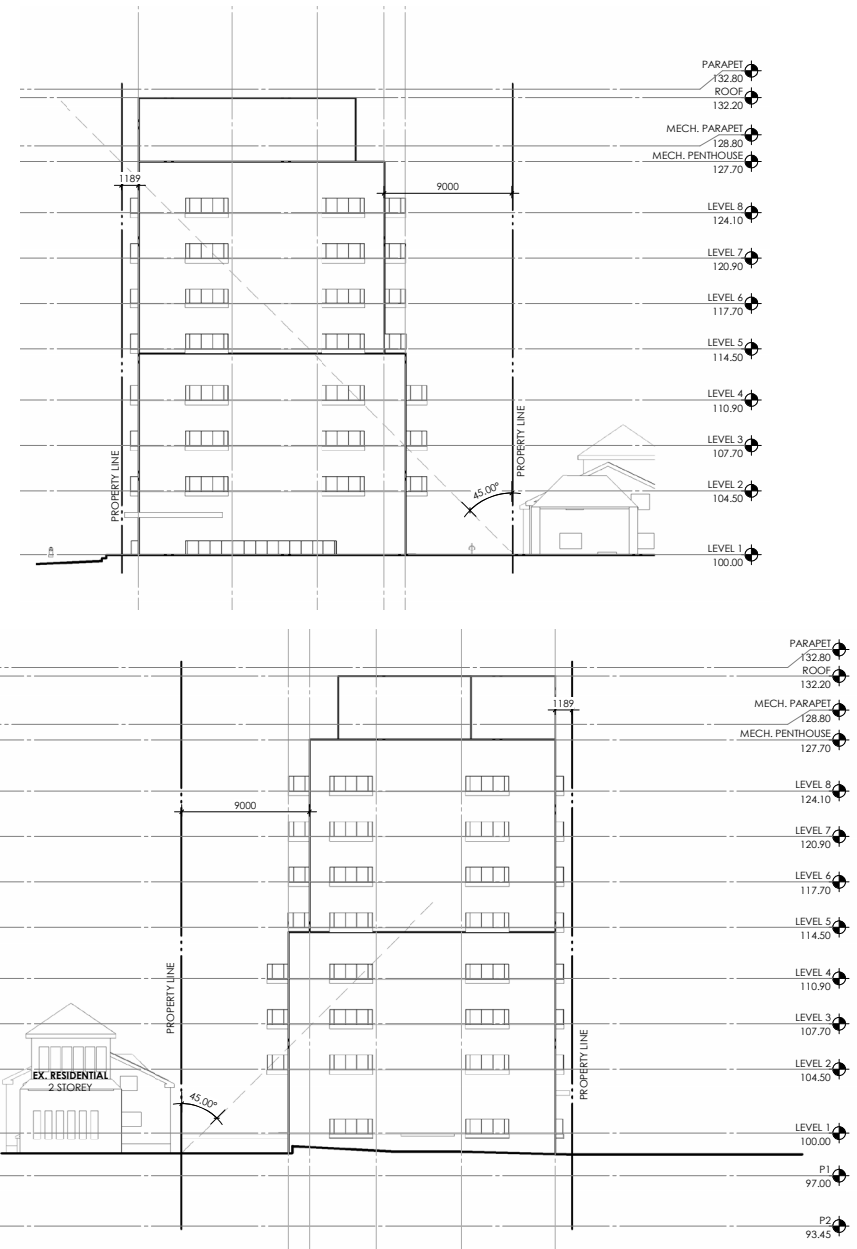 PARAPET
132.80
ROOF
132.20
MECH. PARAPET
128.80
MECH. PENTHOUSE
127.70
1189
9000
LEVEL 8
124.10
LEVEL 7
120.90
LEVEL 6
117.70
LEVEL 5
114.50
LEVEL 4
110.90
LEVEL 3
107.70
PROPERTY LINE
PROPERTY LINE
45.00°
LEVEL 2
104.50
LEVEL 1
100.00
PARAPET
132.80
ROOF
132.20
1189
MECH. PARAPET
128.80
MECH. PENTHOUSE
127.70
LEVEL 8
124.10
9000
LEVEL 7
120.90
LEVEL 6
117.70
LEVEL 5
114.50
PROPERTY LINE
LEVEL 4
110.90
LEVEL 3
107.70
PROPERTY LINE
EX. RESIDENTIAL
2 STOREY
LEVEL 2
104.50
45.00°
LEVEL 1
100.00
P1
97.00
P2
93.45